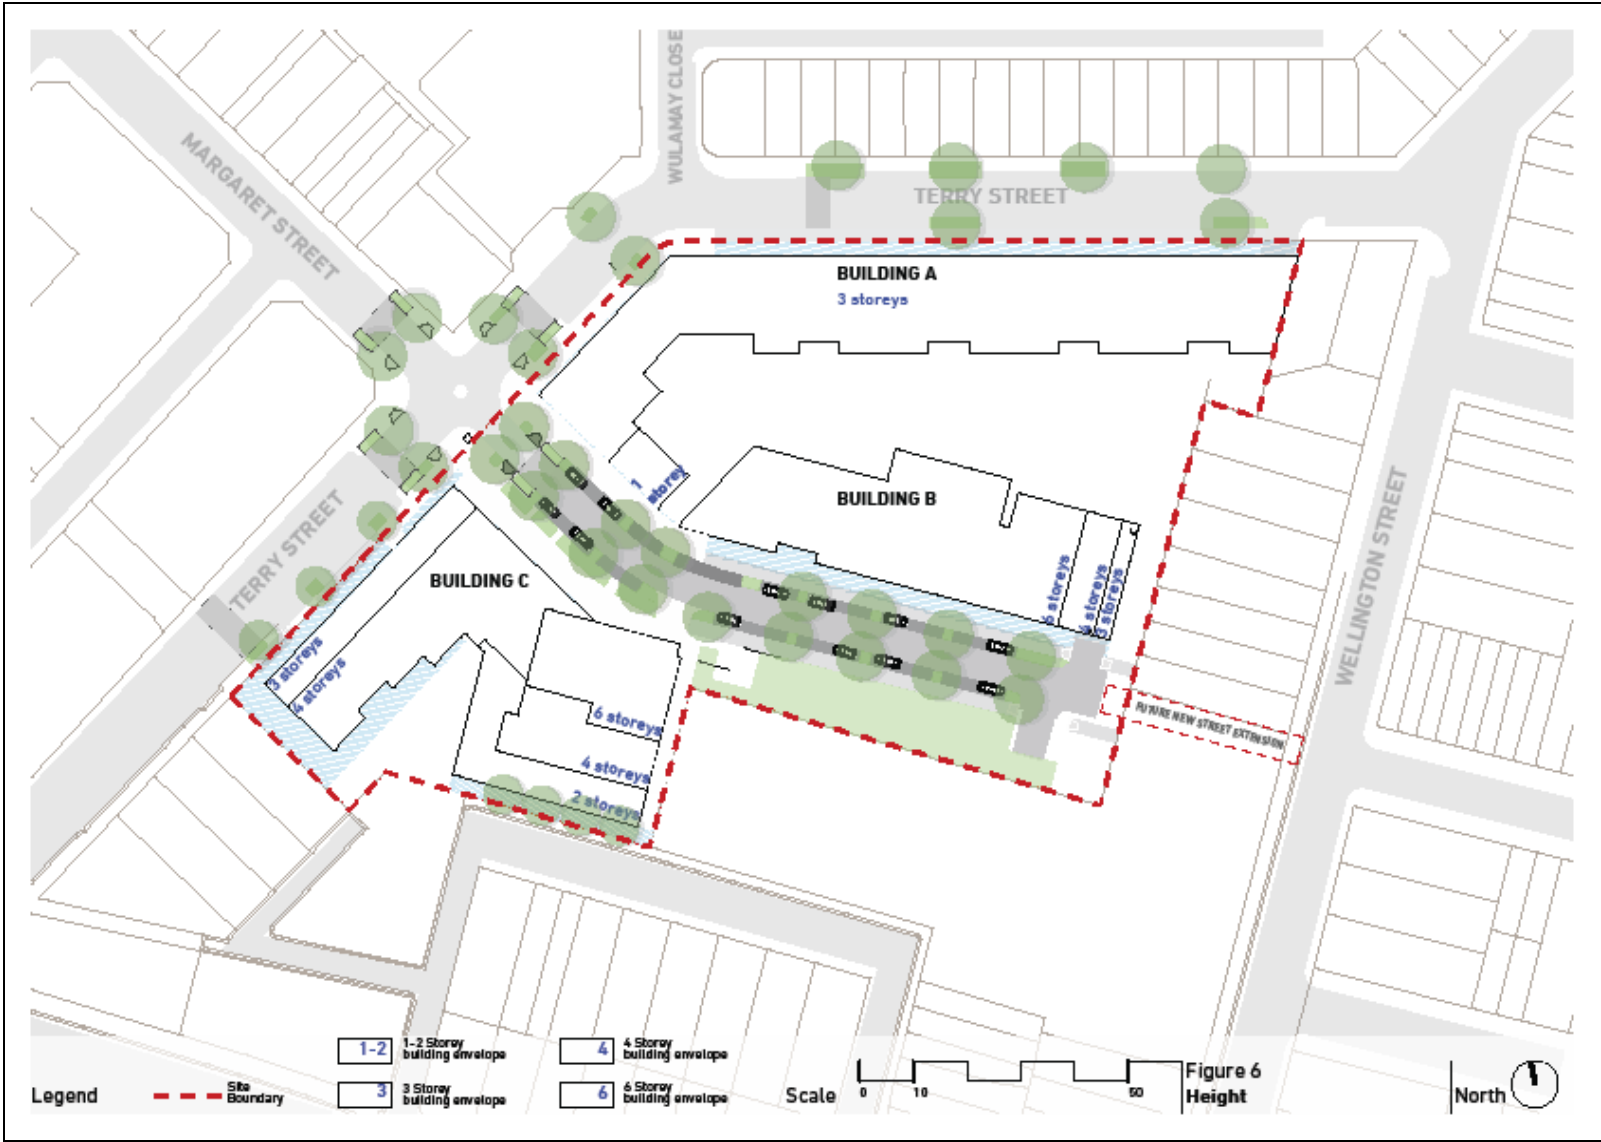 WULAMAY CLOSE
MARGARET STREET
TERRY STREET
BUILDING A
3 storeys
1
storey
BUILDING B
6 storeys
4 storeys
3 storeys
WELLINGTON STREET
TERRY STREET
BUILDING C
3 storeys
4 storeys
6 storeys
4 storeys
2 storeys
FUTURE NEW STREET EXTENSION
Legend
Site
Boundary
1-2
1-2 Storey
building envelope
3
3 Storey
building envelope
4
4 Storey
building envelope
6
6 Storey
building envelope
Scale
0 10 50
Figure 6
Height
North